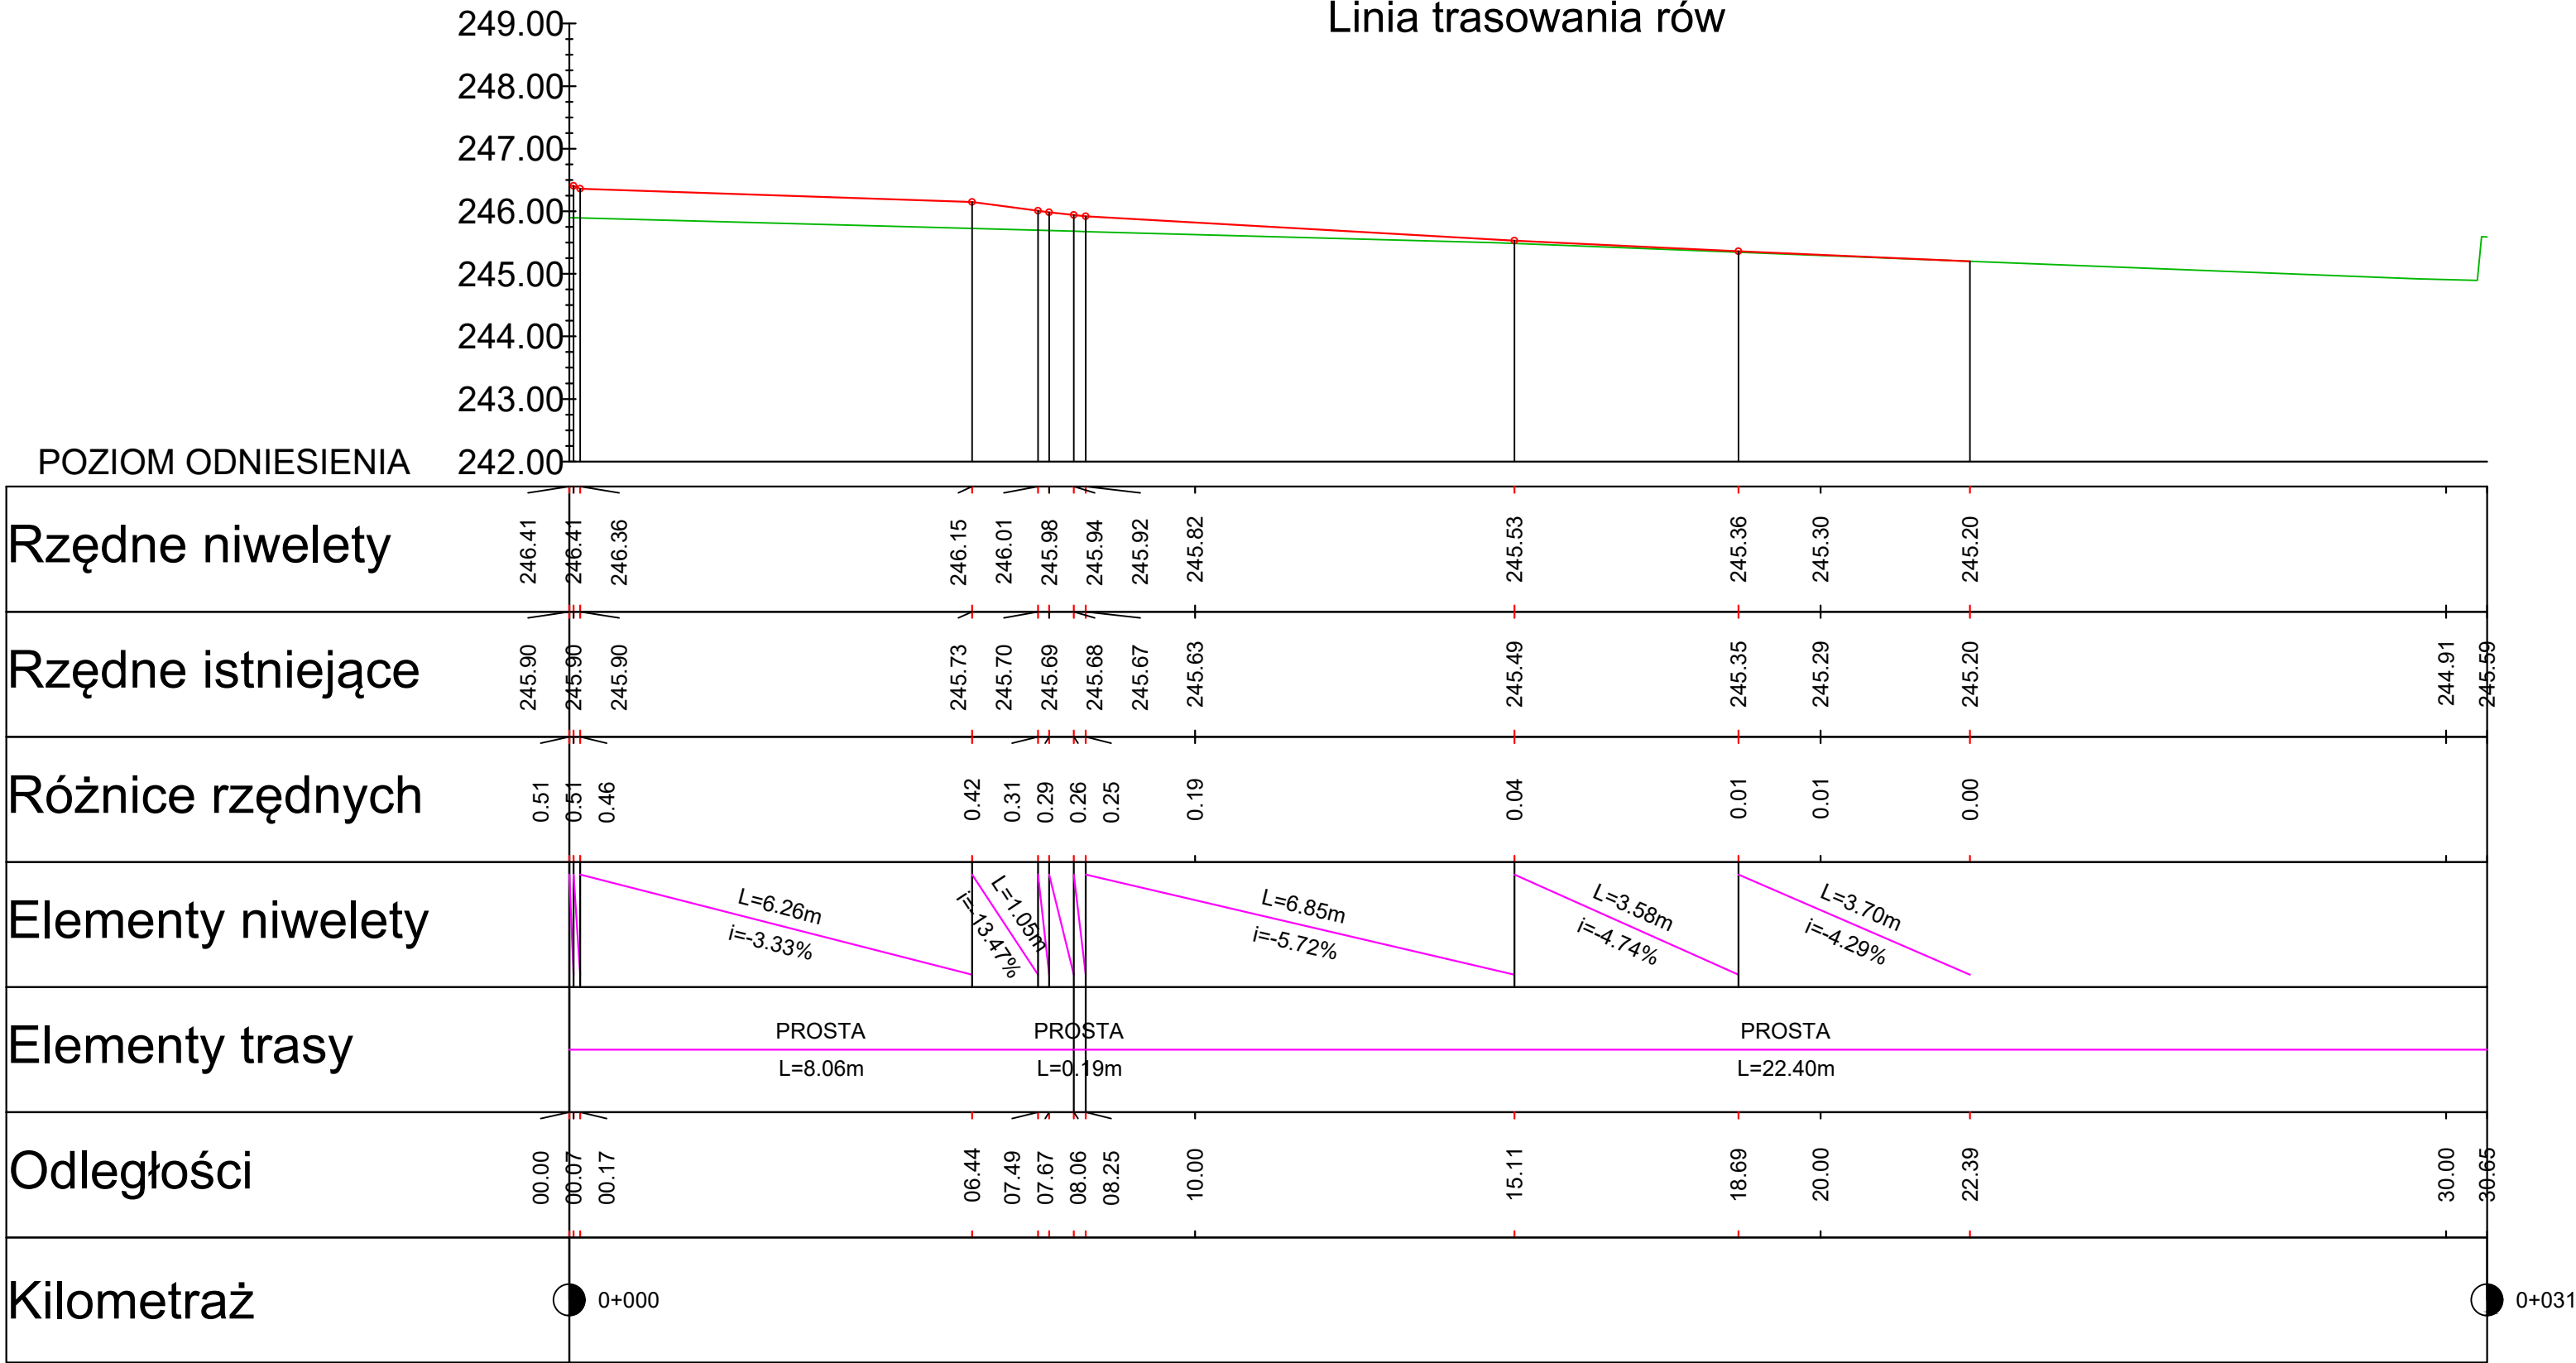 Linia trasowania rów
249.00
248.00
247.00
246.00
245.00
244.00
243.00
POZIOM ODNIESIENIA 242.00
Rzędne niwelety 246.41 246.41 246.36 246.15 246.01 245.98 245.94 245.92 245.82 245.53 245.36 245.30 245.20
Rzędne istniejące 245.90 245.90 245.90 245.73 245.70 245.69 245.68 245.67 245.63 245.49 245.35 245.29 245.20 244.91 245.59
Różnice rzędnych 0.51 0.51 0.46 0.42 0.31 0.29 0.26 0.25 0.19 0.04 0.01 0.01 0.00
Elementy niwelety
L=6.26m
i=-3.33%
L=1.05m
i=-13.47%
L=6.85m
i=-5.72%
L=3.58m
i=-4.74%
L=3.70m
i=-4.29%
Elementy trasy
PROSTA
L=8.06m
PROSTA
L=0.19m
PROSTA
L=22.40m
Odległości 00.00 00.07 00.17 06.44 07.49 07.67 08.06 08.25 10.00 15.11 18.69 20.00 22.39 30.00 30.65
Kilometraż 0+000 0+031